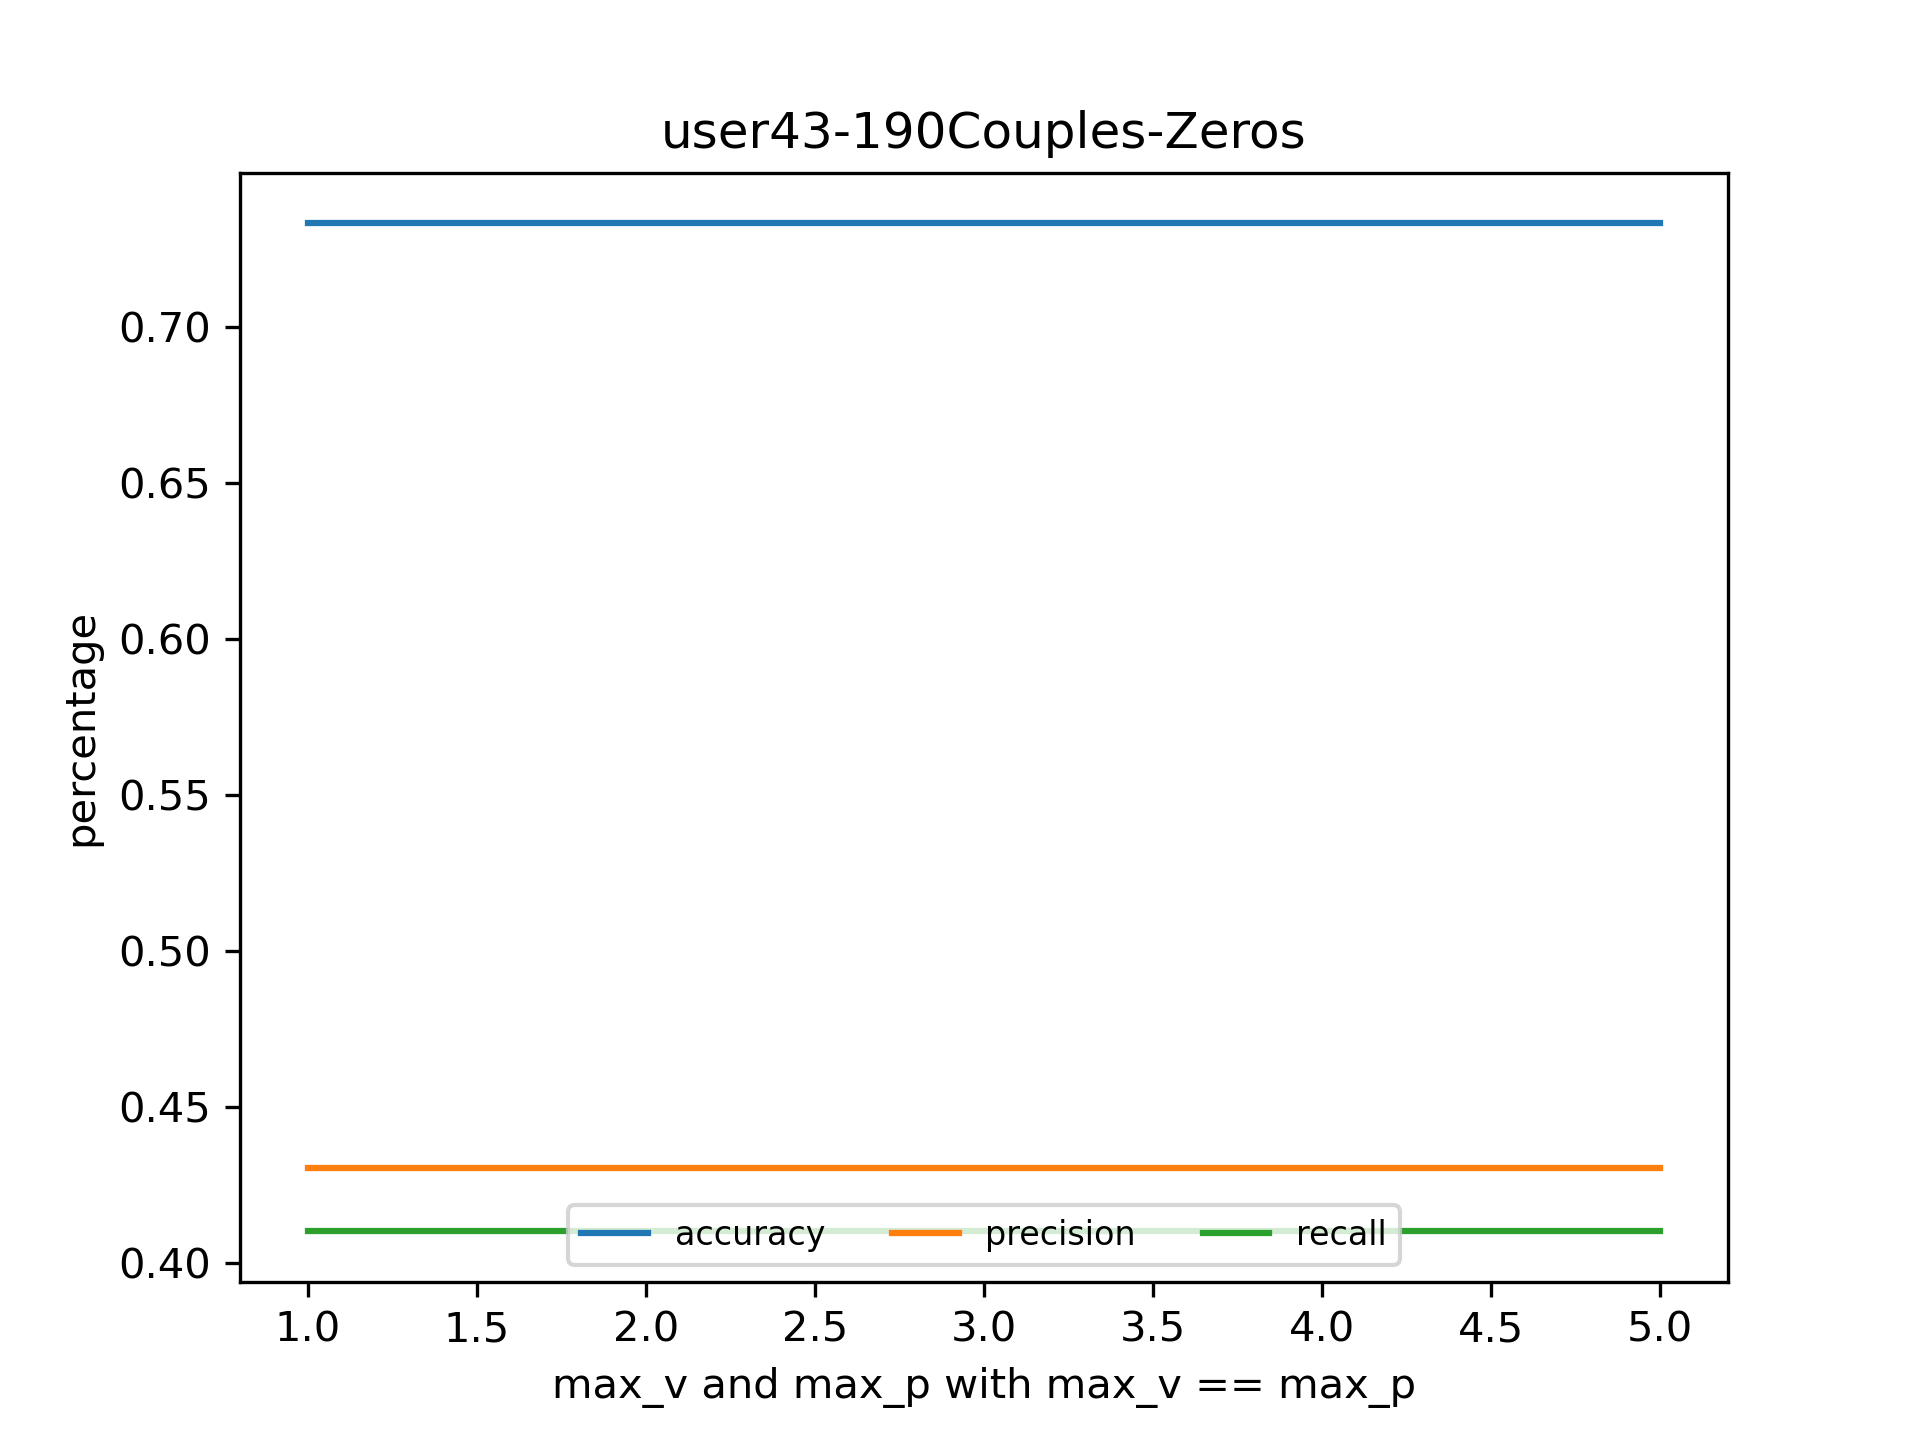 user43-190Couples-Zeros
percentage
0.70
0.65
0.60
0.55
0.50
0.45
0.40
accuracy precision recall
1.0 1.5 2.0 2.5 3.0 3.5 4.0 4.5 5.0
max_v and max_p with max_v == max_p